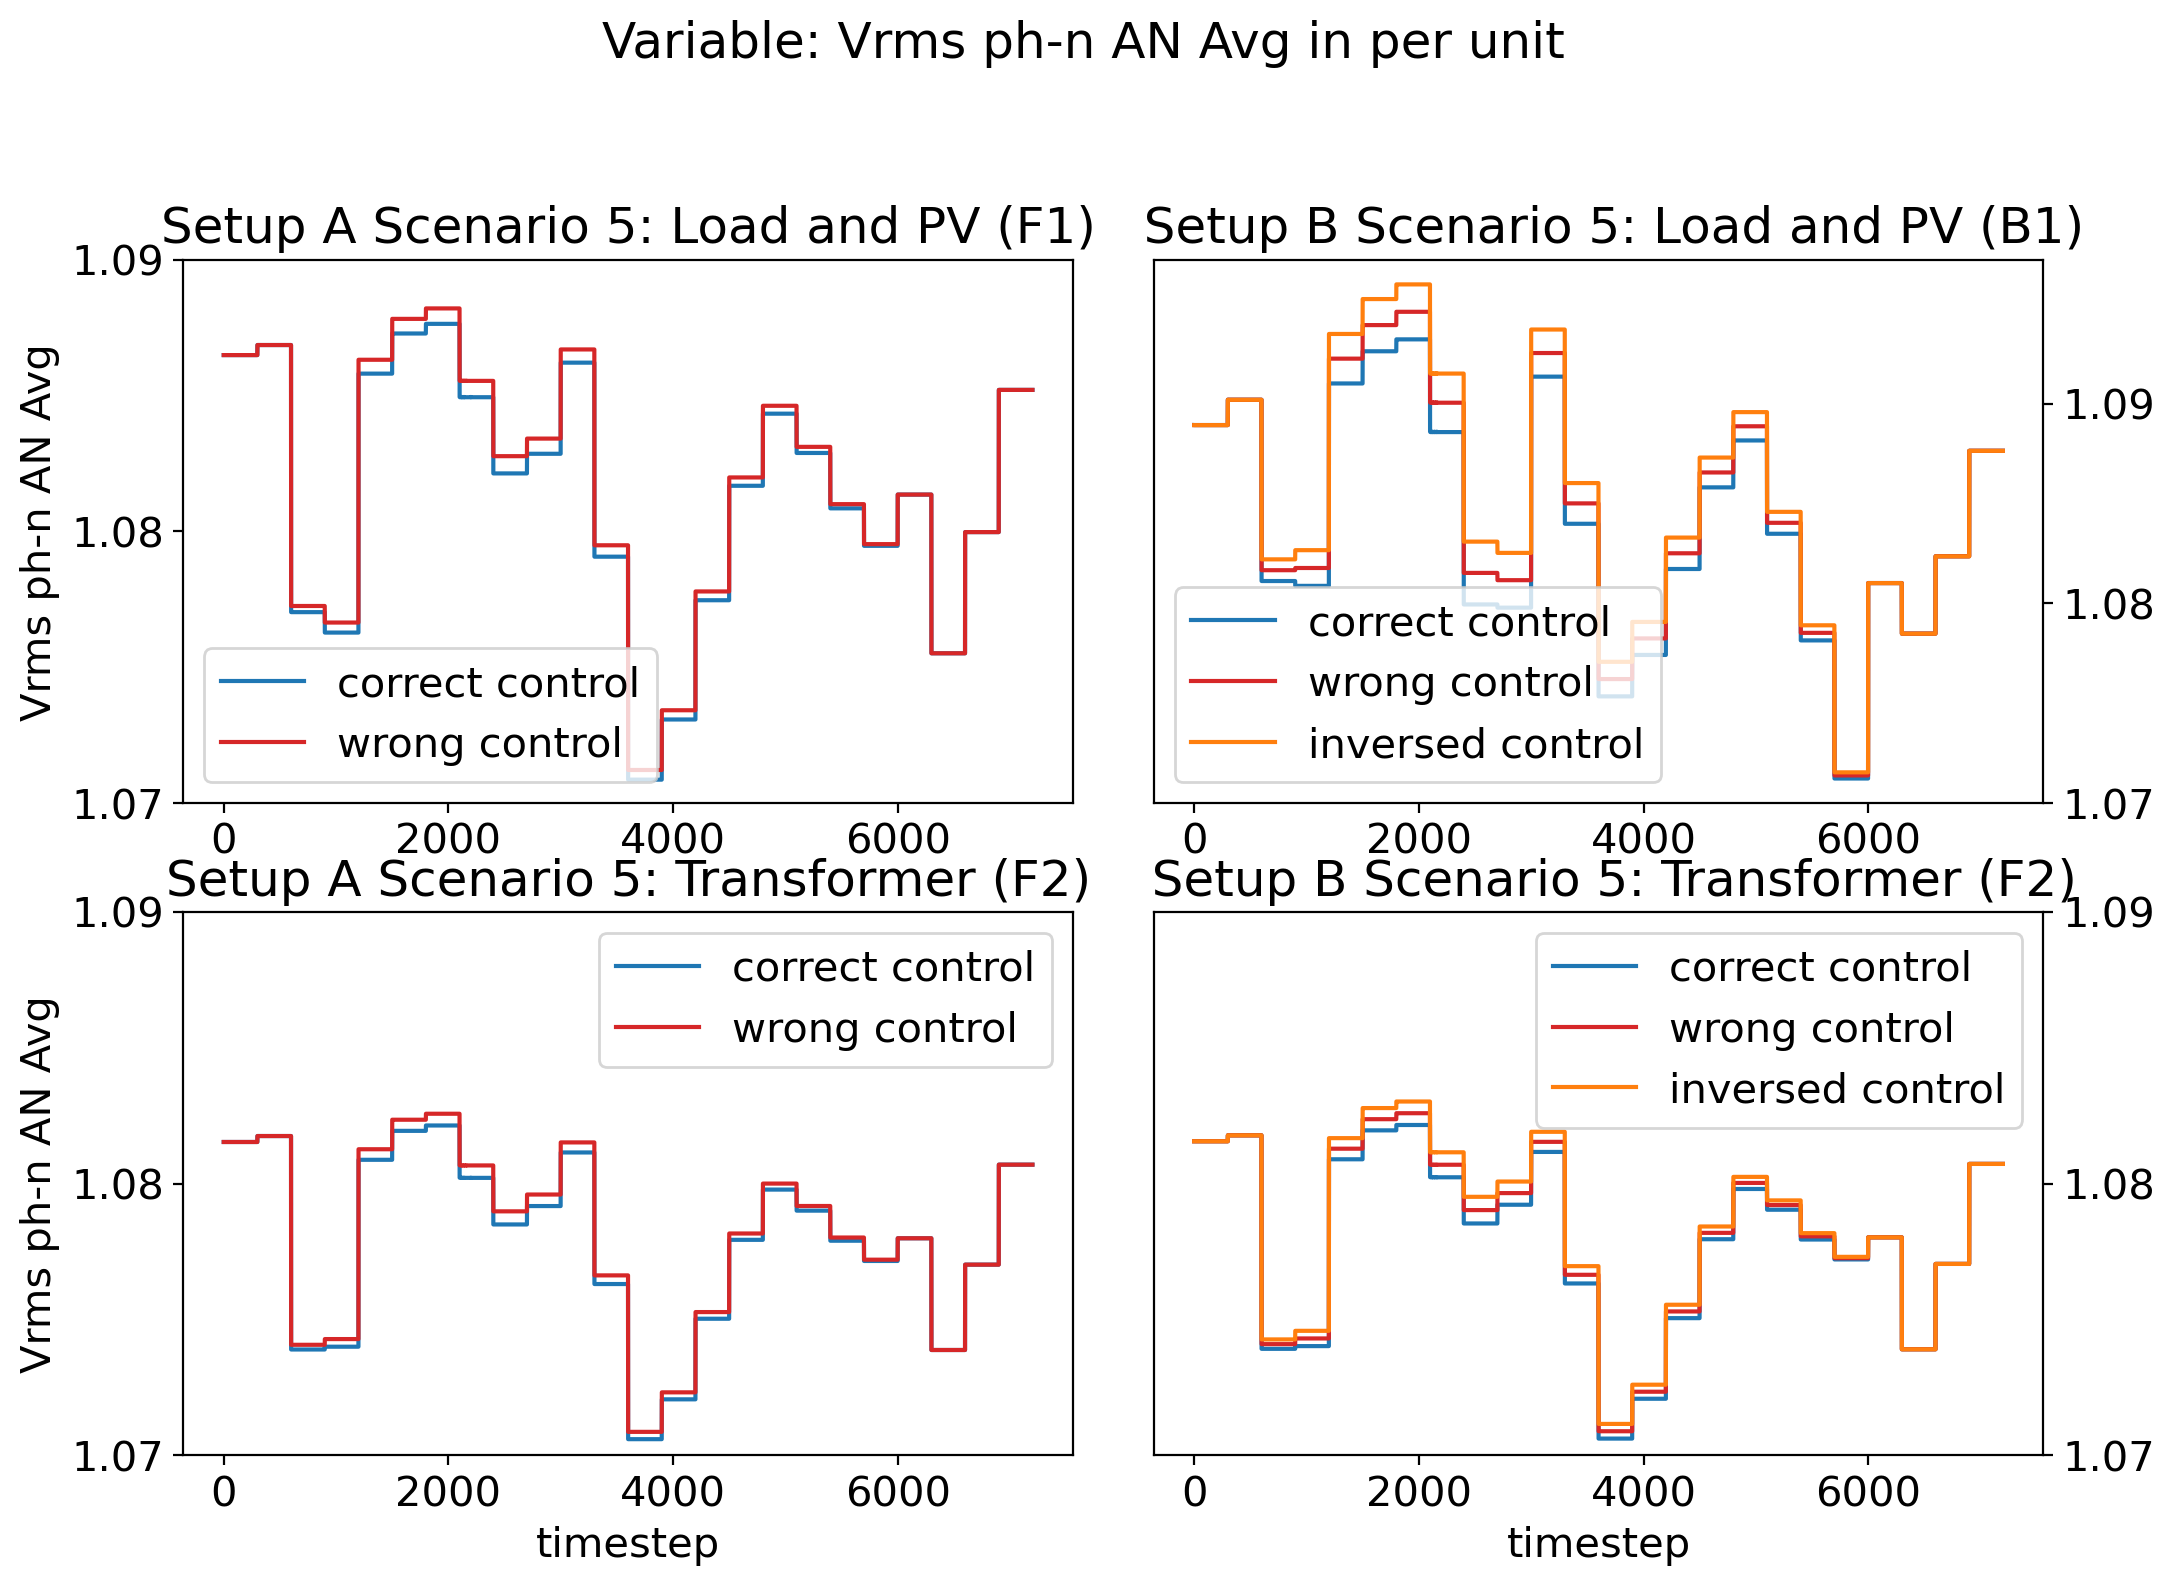 Variable: Vrms ph-n AN Avg in per unit
Setup A Scenario 5: Load and PV (F1)
Vrms ph-n AN Avg
1.09
1.08
1.07
correct control
wrong control
0 2000 4000 6000
Setup B Scenario 5: Load and PV (B1)
correct control
wrong control
inversed control
1.09
1.08
1.07
0 2000 4000 6000
Setup A Scenario 5: Transformer (F2)
Vrms ph-n AN Avg
1.09
1.08
1.07
correct control
wrong control
0 2000 4000 6000
timestep
Setup B Scenario 5: Transformer (F2)
correct control
wrong control
inversed control
1.09
1.08
1.07
0 2000 4000 6000
timestep